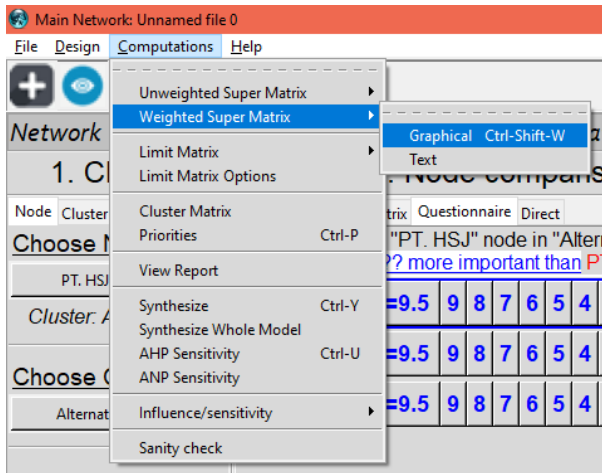 Main Network: Unnamed file 0
File Design Computations Help
Unweighted Super Matrix
Weighted Super Matrix
Graphical Ctrl-Shift-W
Text
Limit Matrix
Limit Matrix Options
Cluster Matrix
Priorities Ctrl-P
View Report
Synthesize Ctrl-Y
Synthesize Whole Model
AHP Sensitivity Ctrl-U
ANP Sensitivity
Influence/sensitivity
Sanity check
Network
1. Cl
Node Cluster
Choose
PT. HSJ
Cluster: A
Choose
Alternat
trix Questionnaire Direct
"PT. HSJ" node in "Altern
?? more important than PT
=9.5 9 8 7 6 5 4
=9.5 9 8 7 6 5 4
=9.5 9 8 7 6 5 4